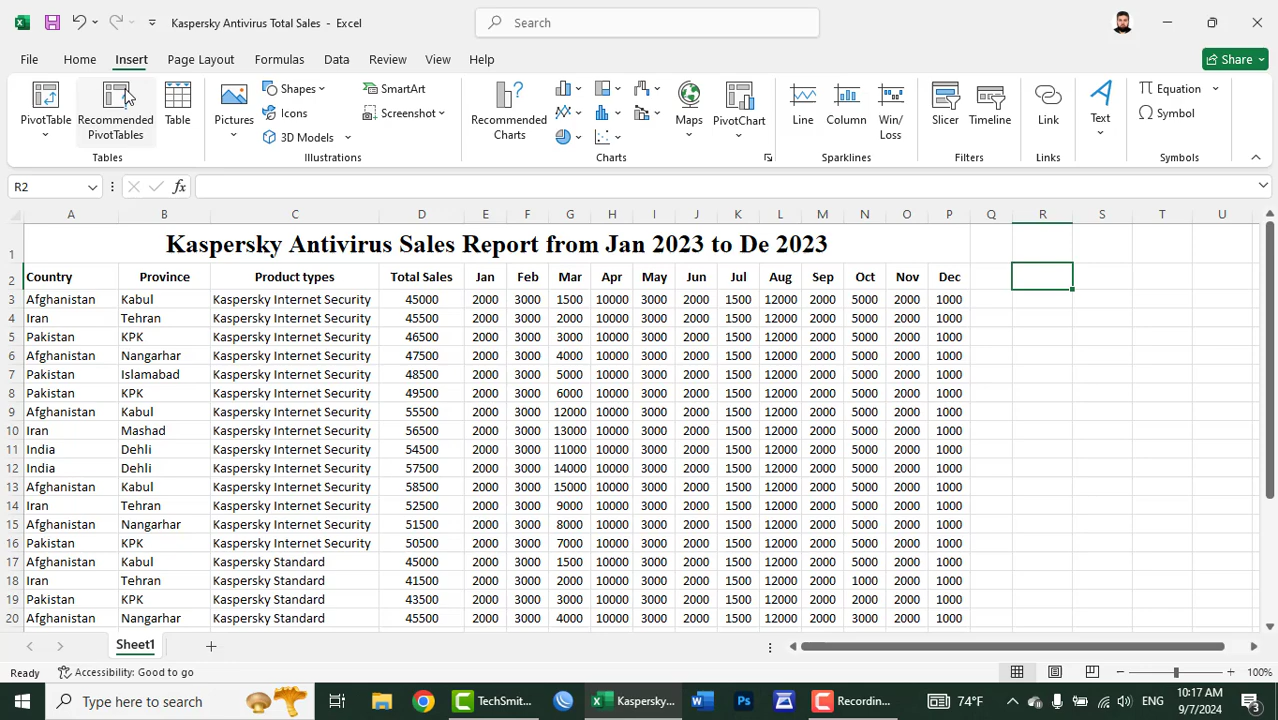 Kaspersky Antivirus Total Sales - Excel
Search
File Home Insert Page Layout Formulas Data Review View Help
Share
PivotTable
Recommended PivotTables
Table
Tables
Pictures
Shapes
Icons
3D Models
SmartArt
Screenshot
Illustrations
Recommended Charts
Maps
PivotChart
Charts
Line
Column
Win/Loss
Sparklines
Slicer
Timeline
Filters
Link
Links
Text
Equation
Symbol
Symbols
R2
fx
A B C D E F G H I J K L M N O P Q R S T U
1 Kaspersky Antivirus Sales Report from Jan 2023 to De 2023
2 Country Province Product types Total Sales Jan Feb Mar Apr May Jun Jul Aug Sep Oct Nov Dec
3 Afghanistan Kabul Kaspersky Internet Security 45000 2000 3000 1500 10000 3000 2000 1500 12000 2000 5000 2000 1000
4 Iran Tehran Kaspersky Internet Security 45500 2000 3000 2000 10000 3000 2000 1500 12000 2000 5000 2000 1000
5 Pakistan KPK Kaspersky Internet Security 46500 2000 3000 3000 10000 3000 2000 1500 12000 2000 5000 2000 1000
6 Afghanistan Nangarhar Kaspersky Internet Security 47500 2000 3000 4000 10000 3000 2000 1500 12000 2000 5000 2000 1000
7 Pakistan Islamabad Kaspersky Internet Security 48500 2000 3000 5000 10000 3000 2000 1500 12000 2000 5000 2000 1000
8 Pakistan KPK Kaspersky Internet Security 49500 2000 3000 6000 10000 3000 2000 1500 12000 2000 5000 2000 1000
9 Afghanistan Kabul Kaspersky Internet Security 55500 2000 3000 12000 10000 3000 2000 1500 12000 2000 5000 2000 1000
10 Iran Mashad Kaspersky Internet Security 56500 2000 3000 13000 10000 3000 2000 1500 12000 2000 5000 2000 1000
11 India Dehli Kaspersky Internet Security 54500 2000 3000 11000 10000 3000 2000 1500 12000 2000 5000 2000 1000
12 India Dehli Kaspersky Internet Security 57500 2000 3000 14000 10000 3000 2000 1500 12000 2000 5000 2000 1000
13 Afghanistan Kabul Kaspersky Internet Security 58500 2000 3000 15000 10000 3000 2000 1500 12000 2000 5000 2000 1000
14 Iran Tehran Kaspersky Internet Security 52500 2000 3000 9000 10000 3000 2000 1500 12000 2000 5000 2000 1000
15 Afghanistan Nangarhar Kaspersky Internet Security 51500 2000 3000 8000 10000 3000 2000 1500 12000 2000 5000 2000 1000
16 Pakistan KPK Kaspersky Internet Security 50500 2000 3000 7000 10000 3000 2000 1500 12000 2000 5000 2000 1000
17 Afghanistan Kabul Kaspersky Standard 45000 2000 3000 1500 10000 3000 2000 1500 12000 2000 5000 2000 1000
18 Iran Tehran Kaspersky Standard 41500 2000 3000 2000 10000 3000 2000 1500 12000 2000 1000 2000 1000
19 Pakistan KPK Kaspersky Standard 43500 2000 3000 3000 10000 3000 2000 1500 12000 2000 2000 2000 1000
20 Afghanistan Nangarhar Kaspersky Standard 45500 2000 3000 4000 10000 3000 2000 1500 12000 2000 3000 2000 1000
Sheet1
Ready Accessibility: Good to go 100%
Type here to search TechSmit... Kaspersky... Recordin... 74°F ENG 10:17 AM
9/7/2024 3